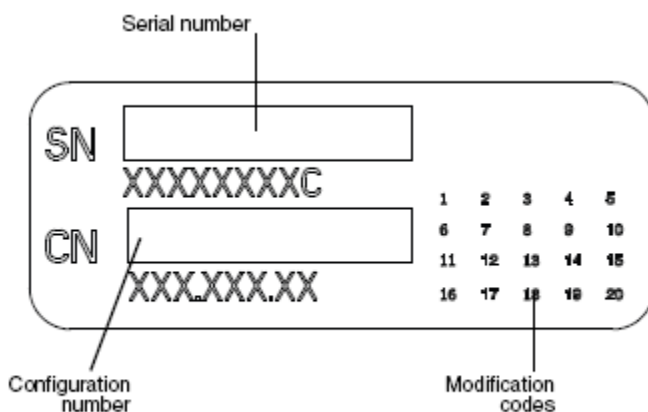 Serial number
SN
XXXXXXXXC
CN
XXX.XXX.XX
1 2 3 4 5
6 7 8 9 10
11 12 13 14 15
16 17 18 19 20
Configuration
number
Modification
codes